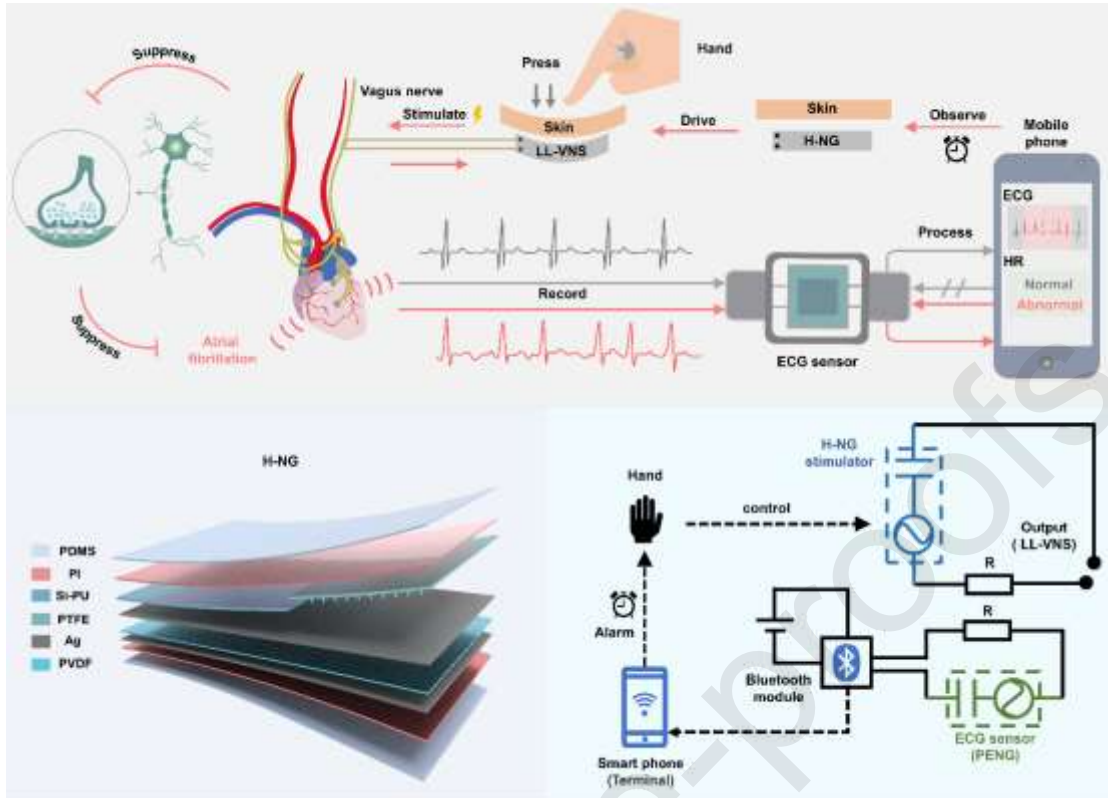 Suppress
Vagus nerve
Stimulate
Press
Hand
Skin
LL-VNS
Drive
Skin
H-NG
Observe
Mobile
phone
ECG
HR
Normal
Abnormal
Process
Record
ECG sensor
Suppress
Atrial
fibrillation
H-NG
PDMS
PI
Si-PU
PTFE
Ag
PVDF
Hand
control
H-NG
stimulator
Output
( LL-VNS)
R
R
Alarm
Bluetooth
module
Smart phone
(Terminal)
ECG sensor
(PENG)
-proofs